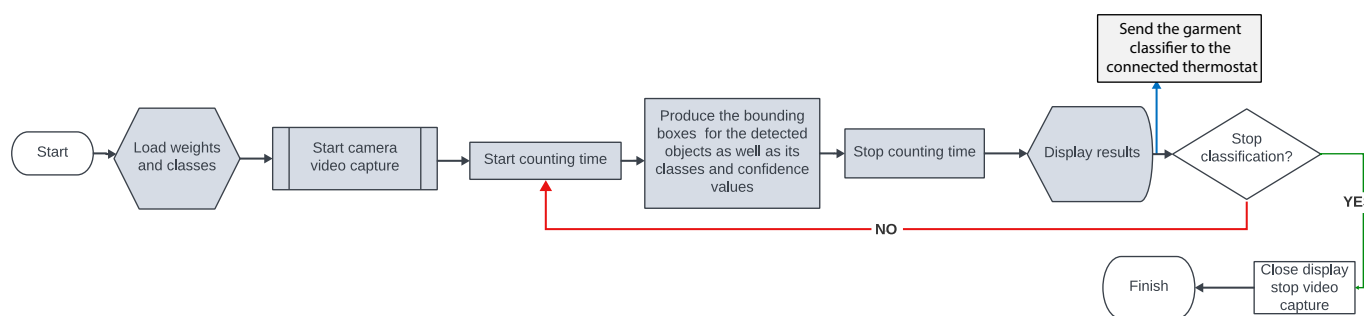 Send the garment
classifier to the
connected thermostat
Start
Load weights
and classes
Start camera
video capture
Start counting time
Produce the bounding
boxes for the detected
objects as well as its
classes and confidence
values
Stop counting time
Display results
Stop
classification?
NO
YES
Finish
Close display
stop video
capture